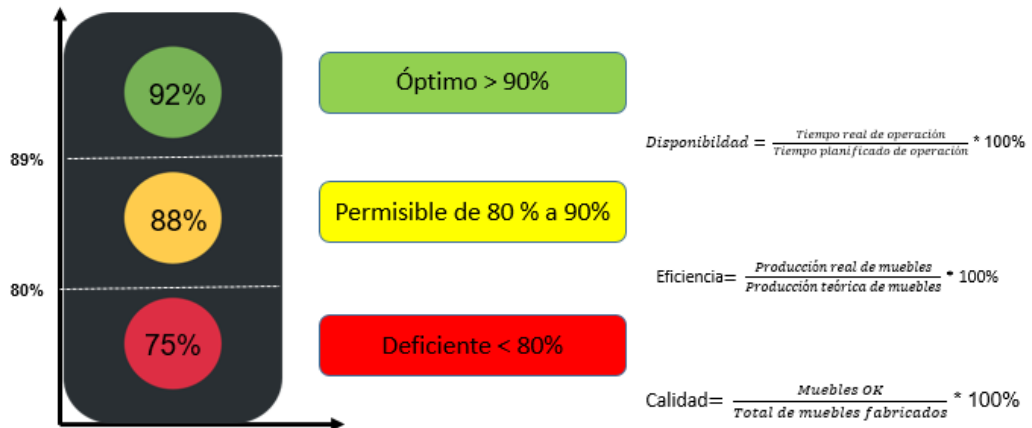 92%
Óptimo > 90%
89%
Disponibildad = Tiempo real de operación / Tiempo planificado de operación * 100%
88%
Permisible de 80 % a 90%
Eficiencia= Producción real de muebles / Producción teórica de muebles * 100%
80%
75%
Deficiente < 80%
Calidad= Muebles OK / Total de muebles fabricados * 100%